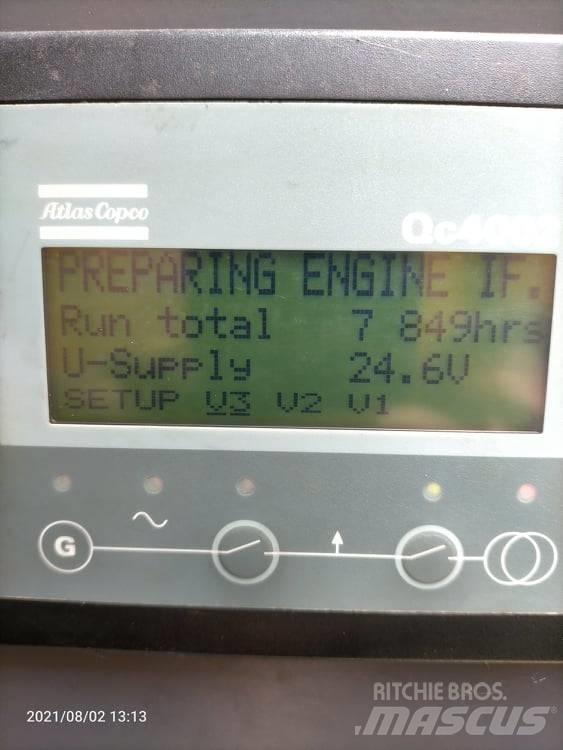 Atlas Copco
Qc4002
PREPARING ENGINE IF.
Run total 7 849hrs
U-Supply 24.6V
SETUP V3 V2 V1
G
2021/08/02 13:13
RITCHIE BROS.
MASCUS